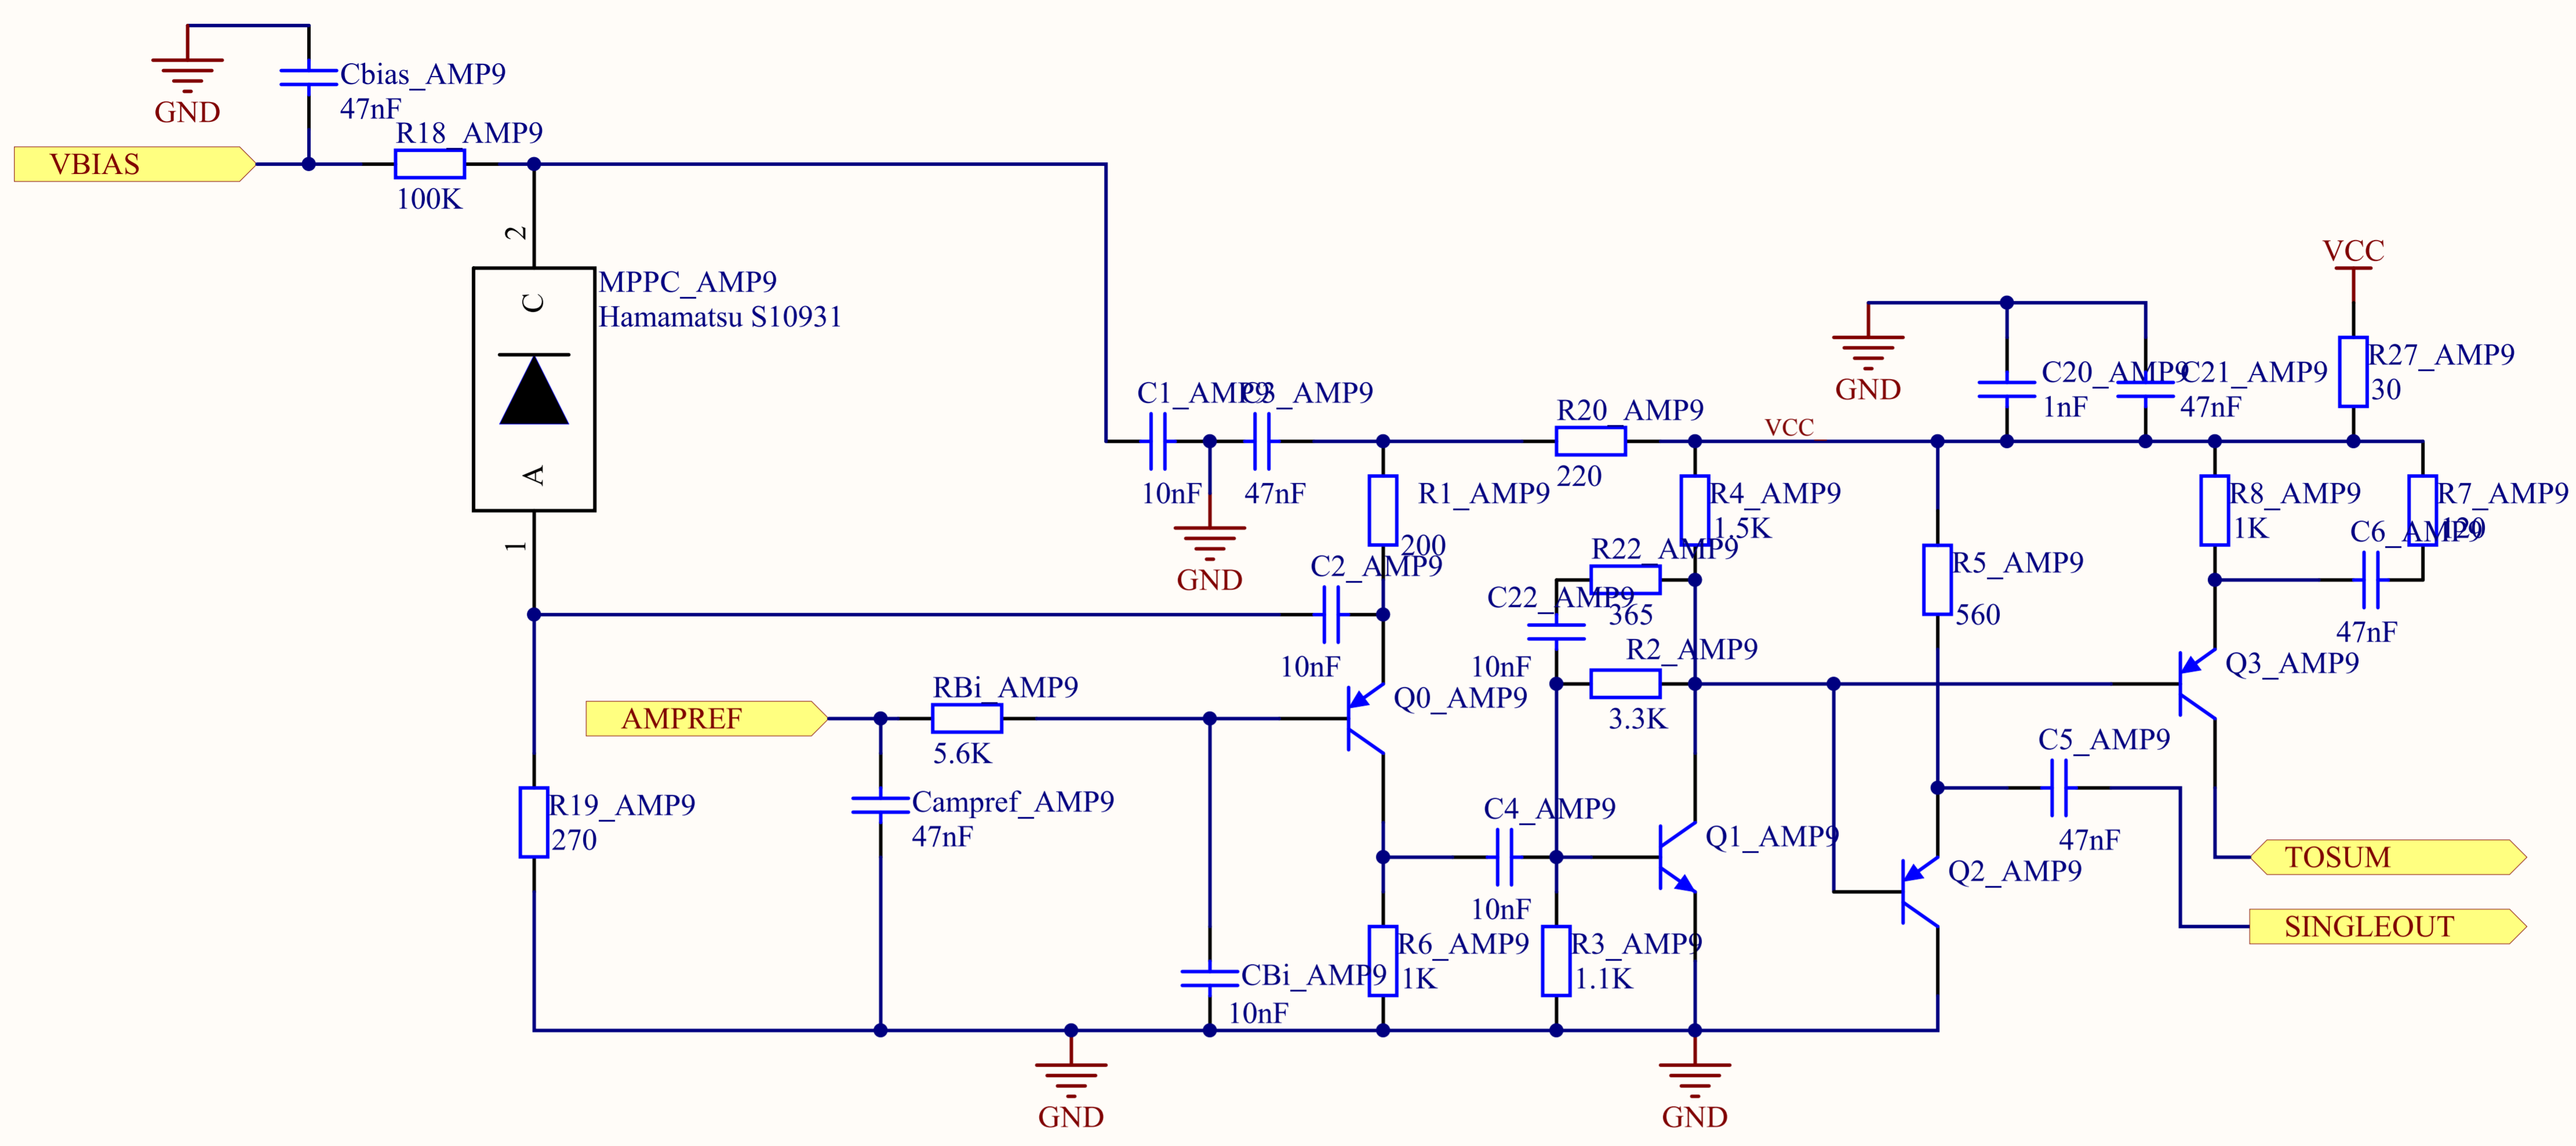 Cbias_AMP9
47nF
GND
R18_AMP9
VBIAS
100K
2
C
MPPC_AMP9
Hamamatsu S10931
A
1
VCC
R27_AMP9
30
C20_AMP9
1nF
C21_AMP9
47nF
GND
C1_AMP9
10nF
C3_AMP9
47nF
GND
R20_AMP9
220
VCC
R1_AMP9
200
R4_AMP9
1.5K
R8_AMP9
1K
R7_AMP9
120
C6_AMP9
47nF
C2_AMP9
10nF
R22_AMP9
365
C22_AMP9
10nF
R5_AMP9
560
R2_AMP9
3.3K
Q3_AMP9
RBi_AMP9
5.6K
AMPREF
Q0_AMP9
C5_AMP9
47nF
R19_AMP9
270
Campref_AMP9
47nF
C4_AMP9
10nF
Q1_AMP9
Q2_AMP9
TOSUM
SINGLEOUT
CBi_AMP9
10nF
R6_AMP9
1K
R3_AMP9
1.1K
GND
GND